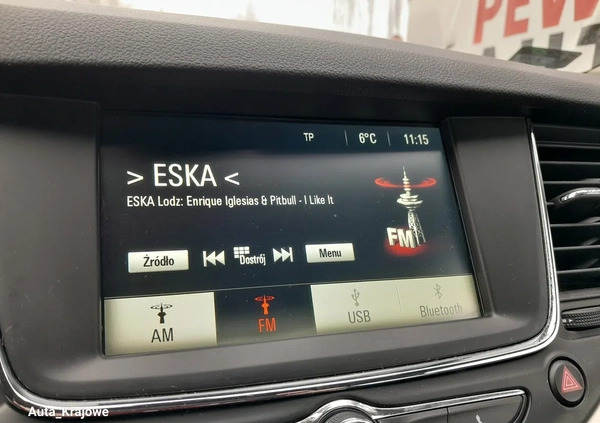 PEW
TP 6°C 11:15
> ESKA <
ESKA Lodz: Enrique Iglesias & Pitbull - I Like It
FM
Źródło Dostrój Menu
AM FM USB Bluetooth
Auta_Krajowe